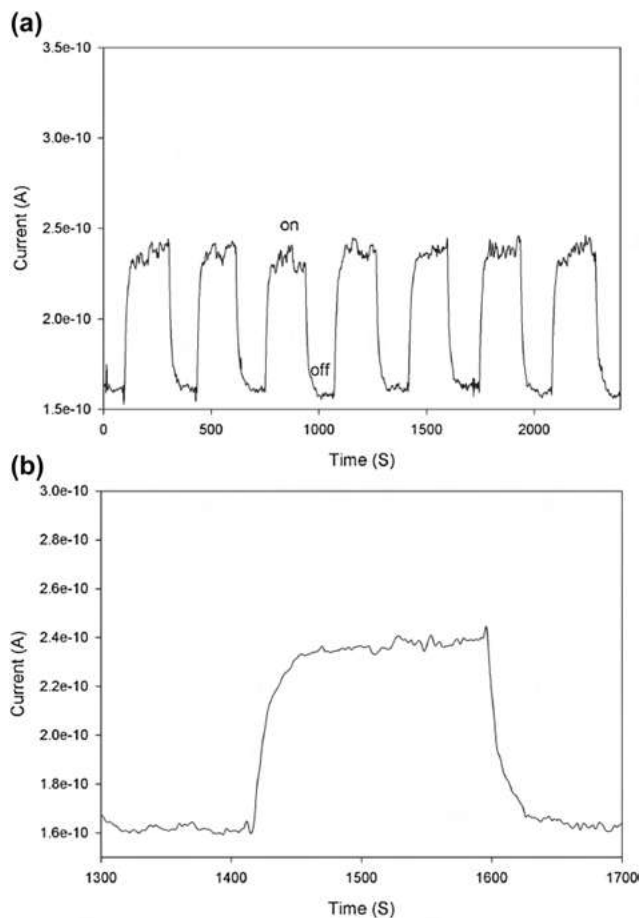 (a)
3.5e-10
3.0e-10
2.5e-10
2.0e-10
1.5e-10
Current (A)
on
off
0 500 1000 1500 2000
Time (S)
(b)
3.0e-10
2.8e-10
2.6e-10
2.4e-10
2.2e-10
2.0e-10
1.8e-10
1.6e-10
Current (A)
1300 1400 1500 1600 1700
Time (S)